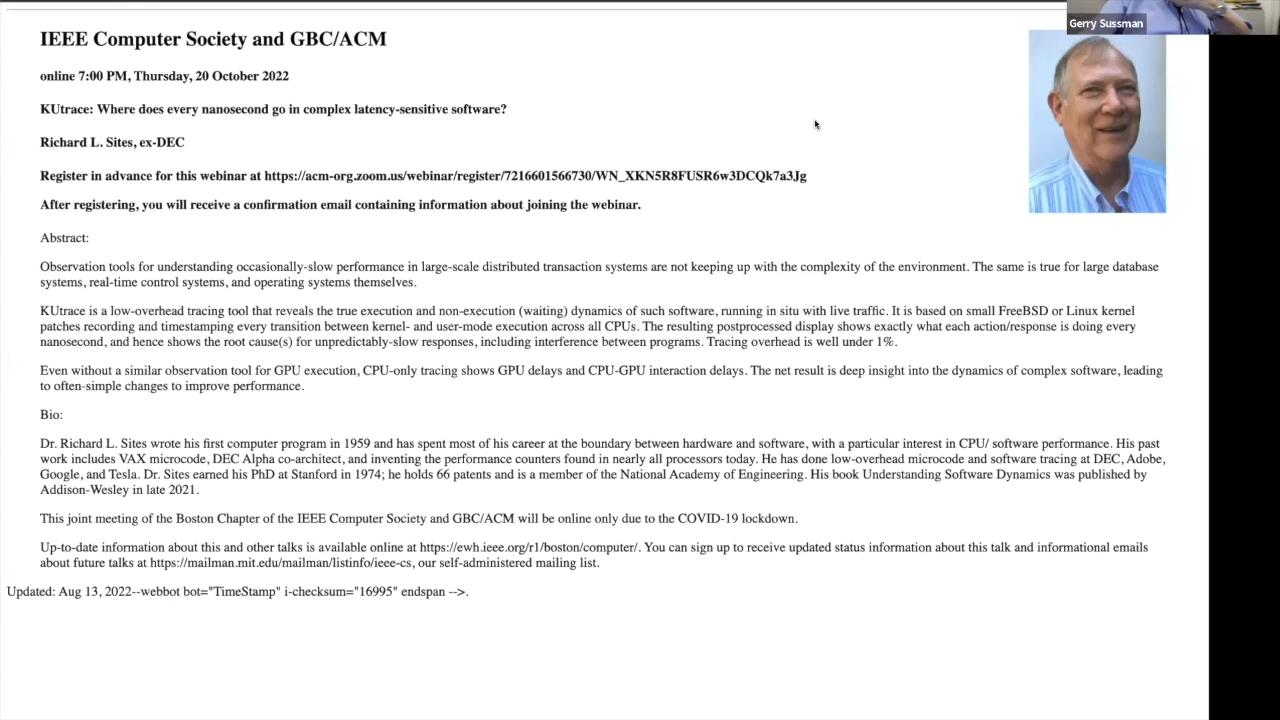 Gerry Sussman
IEEE Computer Society and GBC/ACM
online 7:00 PM, Thursday, 20 October 2022
KUtrace: Where does every nanosecond go in complex latency-sensitive software?
Richard L. Sites, ex-DEC
Register in advance for this webinar at https://acm-org.zoom.us/webinar/register/7216601566730/WN_XKN5R8FUSR6w3DCQk7a3Jg
After registering, you will receive a confirmation email containing information about joining the webinar.
Abstract:
Observation tools for understanding occasionally-slow performance in large-scale distributed transaction systems are not keeping up with the complexity of the environment. The same is true for large database
systems, real-time control systems, and operating systems themselves.
KUtrace is a low-overhead tracing tool that reveals the true execution and non-execution (waiting) dynamics of such software, running in situ with live traffic. It is based on small FreeBSD or Linux kernel
patches recording and timestamping every transition between kernel- and user-mode execution across all CPUs. The resulting postprocessed display shows exactly what each action/response is doing every
nanosecond, and hence shows the root cause(s) for unpredictably-slow responses, including interference between programs. Tracing overhead is well under 1%.
Even without a similar observation tool for GPU execution, CPU-only tracing shows GPU delays and CPU-GPU interaction delays. The net result is deep insight into the dynamics of complex software, leading
to often-simple changes to improve performance.
Bio:
Dr. Richard L. Sites wrote his first computer program in 1959 and has spent most of his career at the boundary between hardware and software, with a particular interest in CPU/ software performance. His past
work includes VAX microcode, DEC Alpha co-architect, and inventing the performance counters found in nearly all processors today. He has done low-overhead microcode and software tracing at DEC, Adobe,
Google, and Tesla. Dr. Sites earned his PhD at Stanford in 1974; he holds 66 patents and is a member of the National Academy of Engineering. His book Understanding Software Dynamics was published by
Addison-Wesley in late 2021.
This joint meeting of the Boston Chapter of the IEEE Computer Society and GBC/ACM will be online only due to the COVID-19 lockdown.
Up-to-date information about this and other talks is available online at https://ewh.ieee.org/r1/boston/computer/. You can sign up to receive updated status information about this talk and informational emails
about future talks at https://mailman.mit.edu/mailman/listinfo/ieee-cs, our self-administered mailing list.
Updated: Aug 13, 2022--webbot bot="TimeStamp" i-checksum="16995" endspan -->.